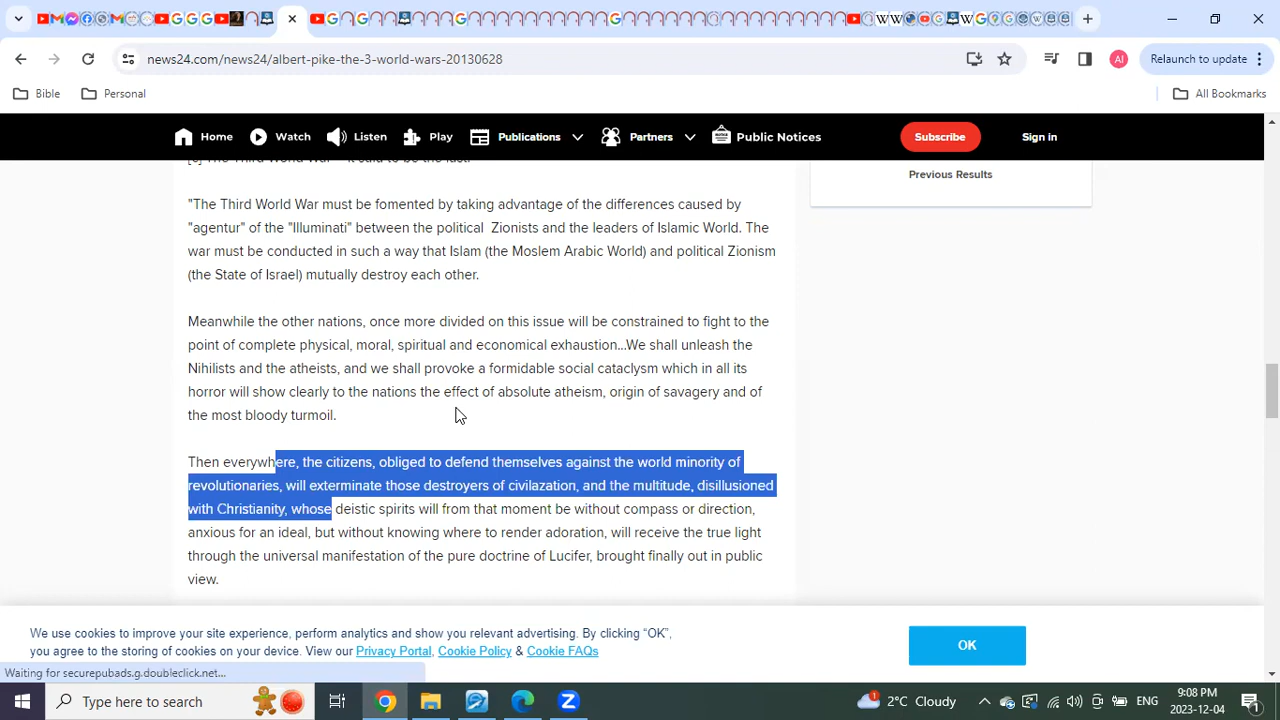 news24.com/news24/albert-pike-the-3-world-wars-20130628
AI
Relaunch to update
Bible
Personal
All Bookmarks
Home
Watch
Listen
Play
Publications
Partners
Public Notices
Subscribe
Sign in
Previous Results
"The Third World War must be fomented by taking advantage of the differences caused by
"agentur" of the "Illuminati" between the political Zionists and the leaders of Islamic World. The
war must be conducted in such a way that Islam (the Moslem Arabic World) and political Zionism
(the State of Israel) mutually destroy each other.
Meanwhile the other nations, once more divided on this issue will be constrained to fight to the
point of complete physical, moral, spiritual and economical exhaustion...We shall unleash the
Nihilists and the atheists, and we shall provoke a formidable social cataclysm which in all its
horror will show clearly to the nations the effect of absolute atheism, origin of savagery and of
the most bloody turmoil.
Then everywhere, the citizens, obliged to defend themselves against the world minority of
revolutionaries, will exterminate those destroyers of civilazation, and the multitude, disillusioned
with Christianity, whose deistic spirits will from that moment be without compass or direction,
anxious for an ideal, but without knowing where to render adoration, will receive the true light
through the universal manifestation of the pure doctrine of Lucifer, brought finally out in public
view.
We use cookies to improve your site experience, perform analytics and show you relevant advertising. By clicking “OK”,
you agree to the storing of cookies on your device. View our Privacy Portal, Cookie Policy & Cookie FAQs
OK
Waiting for securepubads.g.doubleclick.net...
Type here to search
1
2°C Cloudy
ENG
9:08 PM
2023-12-04
1